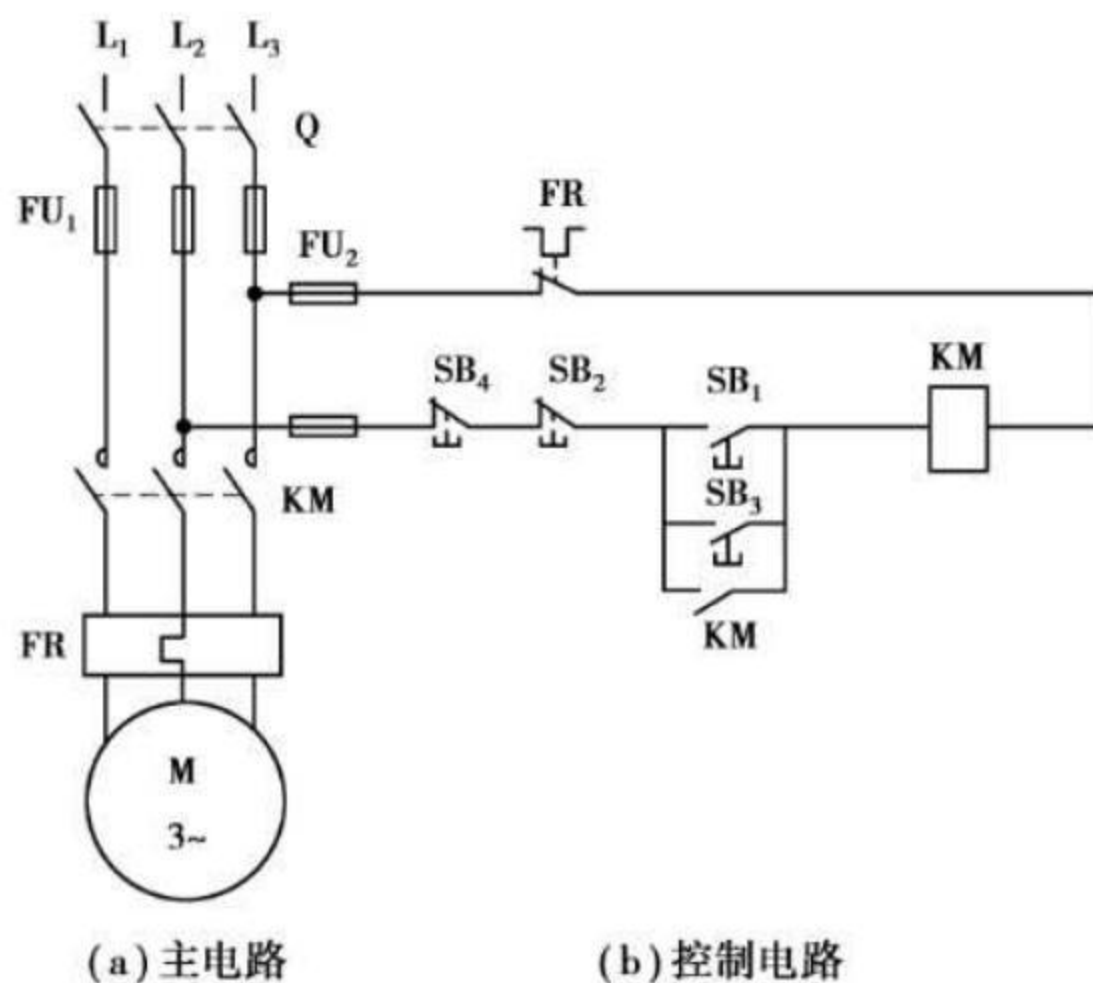 L₁ L₂ L₃
Q
FU₁
FU₂
FR
SB₄ SB₂ SB₁ KM
SB₃
KM
KM
FR
M
3~
(a)主电路
(b)控制电路